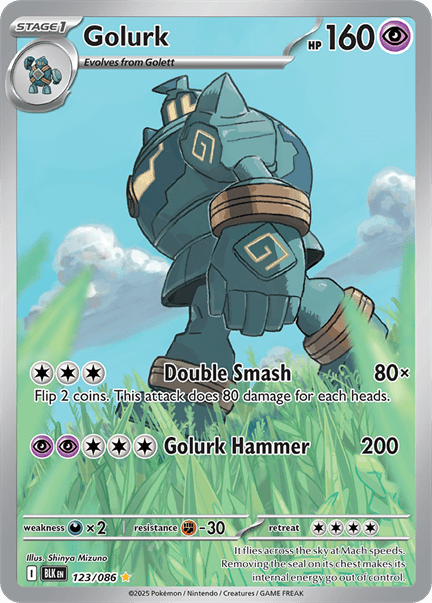 STAGE 1
Golurk
HP 160
Evolves from Golett
Double Smash 80×
Flip 2 coins. This attack does 80 damage for each heads.
Golurk Hammer 200
weakness ×2 resistance -30 retreat
Illus. Shinya Mizuno
I BLK EN 123/086
It flies across the sky at Mach speeds.
Removing the seal on its chest makes its
internal energy go out of control.
©2025 Pokémon / Nintendo / Creatures / GAME FREAK